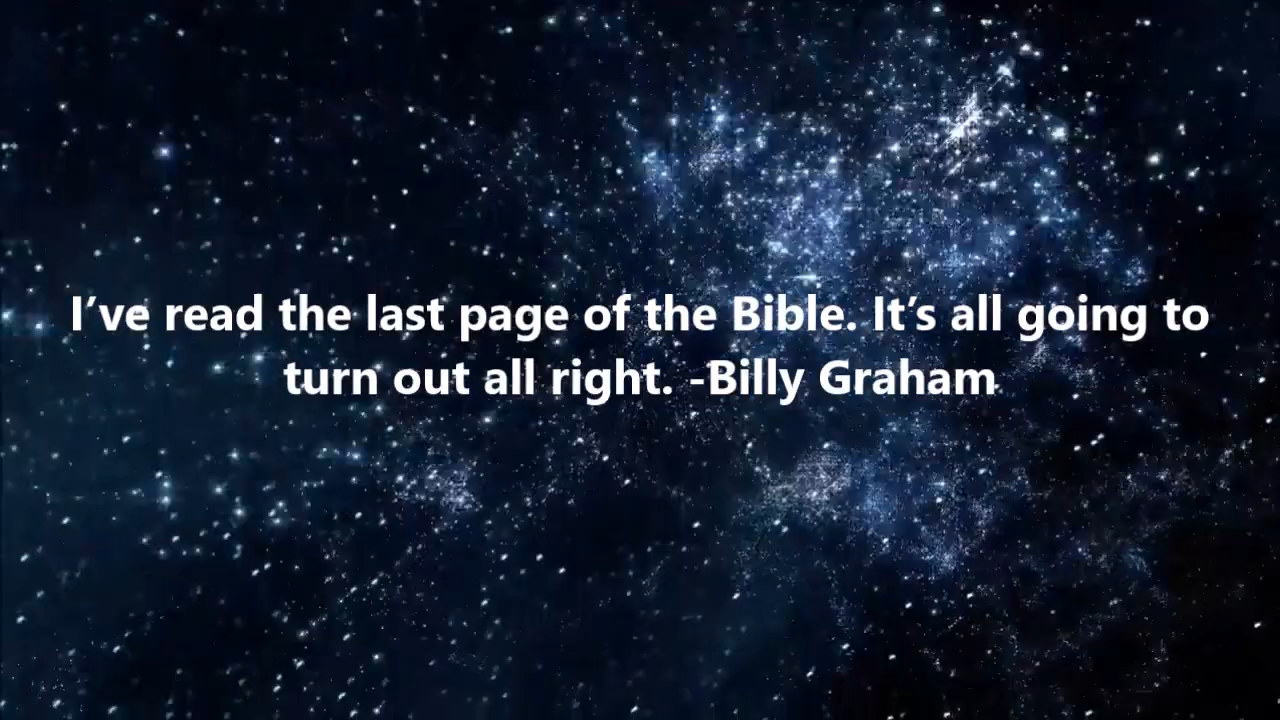 I’ve read the last page of the Bible. It’s all going to
turn out all right. -Billy Graham